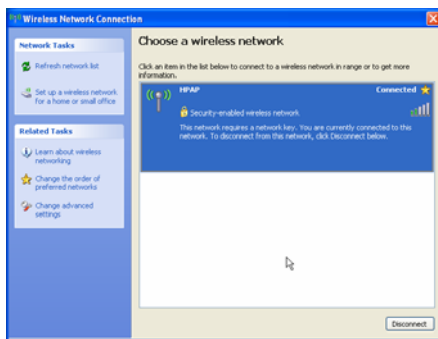 Wireless Network Connection
Network Tasks
Refresh network list
Set up a wireless network
for a home or small office
Related Tasks
Learn about wireless
networking
Change the order of
preferred networks
Change advanced
settings
Choose a wireless network
Click an item in the list below to connect to a wireless network in range or to get more
information.
HPAP
Connected
Security-enabled wireless network
This network requires a network key. You are currently connected to this
network. To disconnect from this network, click Disconnect below.
Disconnect